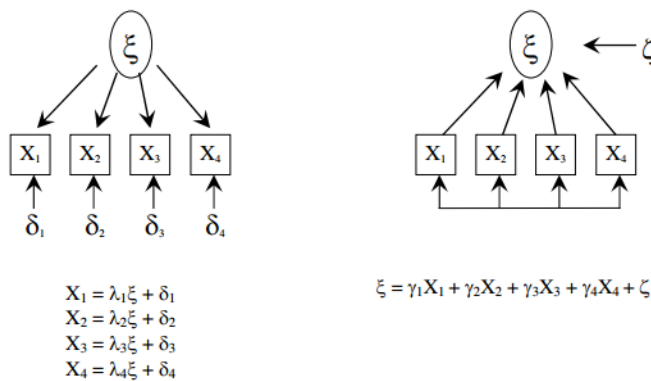 ξ ξ ζ
X₁ X₂ X₃ X₄ X₁ X₂ X₃ X₄
δ₁ δ₂ δ₃ δ₄
X₁ = λ₁ξ + δ₁ ξ = γ₁X₁ + γ₂X₂ + γ₃X₃ + γ₄X₄ + ζ
X₂ = λ₂ξ + δ₂
X₃ = λ₃ξ + δ₃
X₄ = λ₄ξ + δ₄